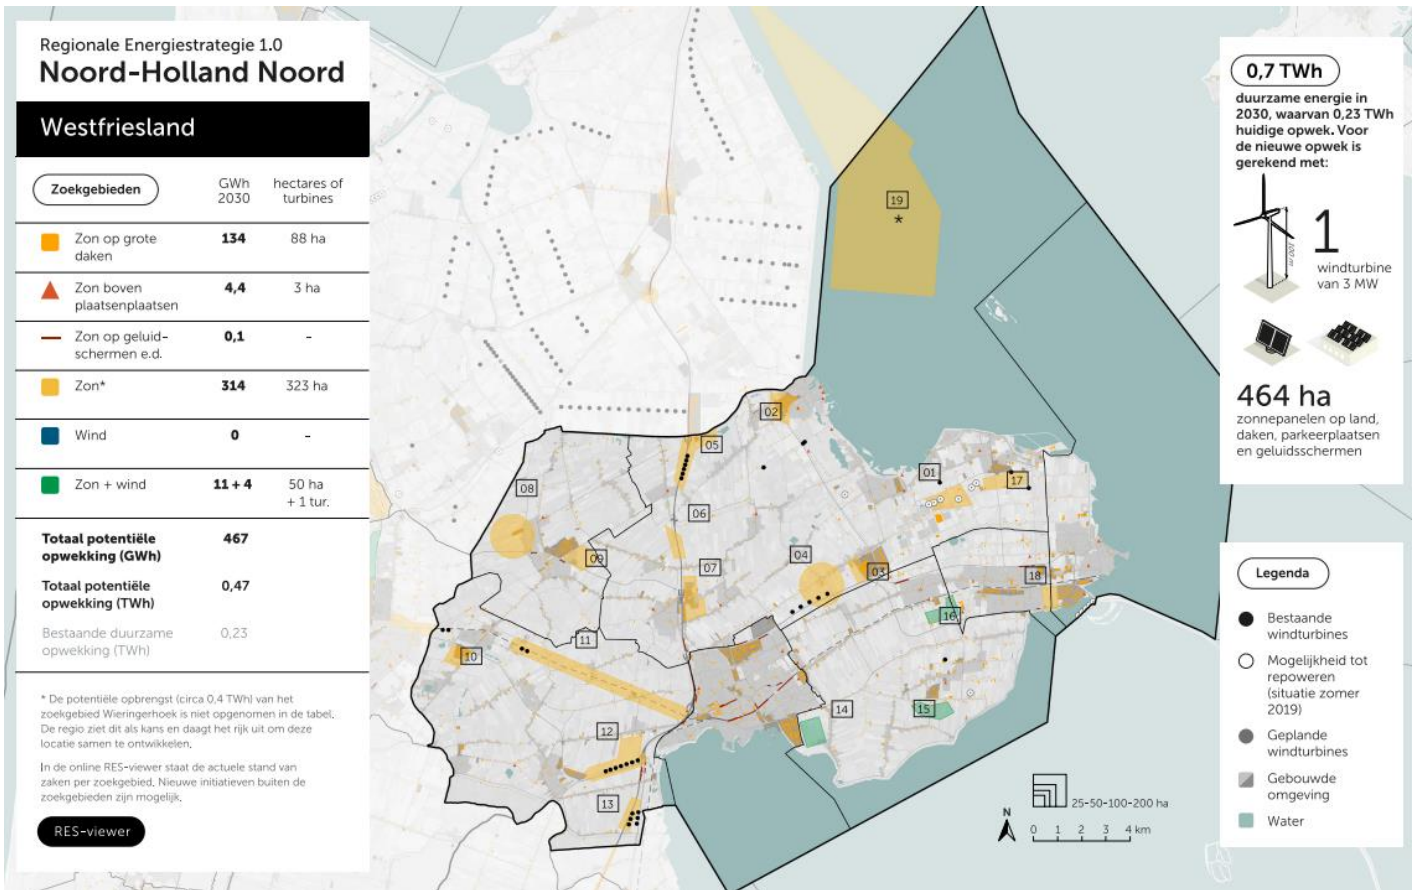 Regionale Energiestrategie 1.0
Noord-Holland Noord
Westfriesland
Zoekgebieden
GWh
2030
hectares of
turbines
Zon op grote
daken
134
88 ha
Zon boven
plaatsenplaatsen
4,4
3 ha
Zon op geluid-
schermen e.d.
0,1
-
Zon*
314
323 ha
Wind
0
-
Zon + wind
11 + 4
50 ha
+ 1 tur.
Totaal potentiële
opwekking (GWh)
467
Totaal potentiële
opwekking (TWh)
0,47
Bestaande duurzame
opwekking (TWh)
0,23
* De potentiële opbrengst (circa 0,4 TWh) van het
zoekgebied Wieringerhoek is niet opgenomen in de tabel.
De regio ziet dit als kans en daagt het rijk uit om deze
locatie samen te ontwikkelen.
In de online RES-viewer staat de actuele stand van
zaken per zoekgebied. Nieuwe initiatieven buiten de
zoekgebieden zijn mogelijk.
RES-viewer
19
*
02
05
01
17
08
06
09
07
04
03
18
16
11
10
14
15
12
13
25-50-100-200 ha
N
0 1 2 3 4 km
0,7 TWh
duurzame energie in
2030, waarvan 0,23 TWh
huidige opwek. Voor
de nieuwe opwek is
gerekend met:
100 m
1
windturbine
van 3 MW
464 ha
zonnepanelen op land,
daken, parkeerplaatsen
en geluidsschermen
Legenda
Bestaande
windturbines
Mogelijkheid tot
repoweren
(situatie zomer
2019)
Geplande
windturbines
Gebouwde
omgeving
Water